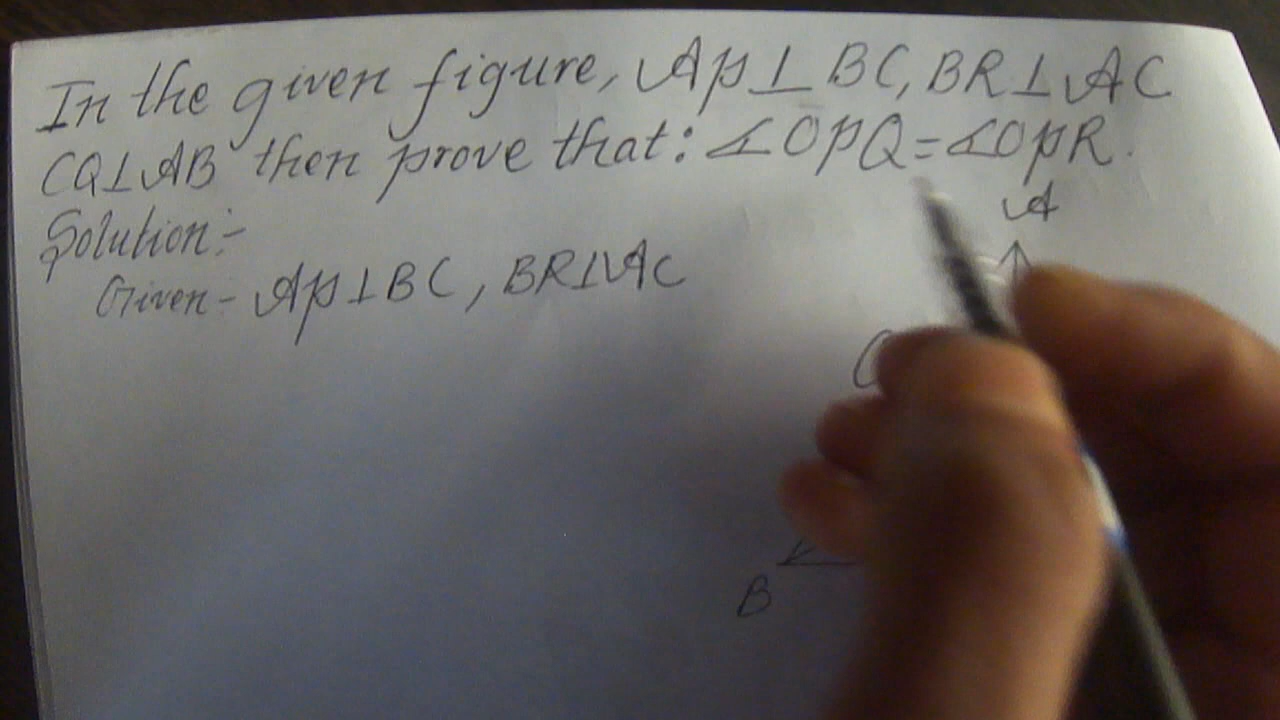 In the given figure, Ap⊥ BC, BR⊥ AC
CQ⊥AB then prove that: ∡OpQ=∡OpR.
Solution:-
Given- Ap⊥BC, BR⊥AC
A
B